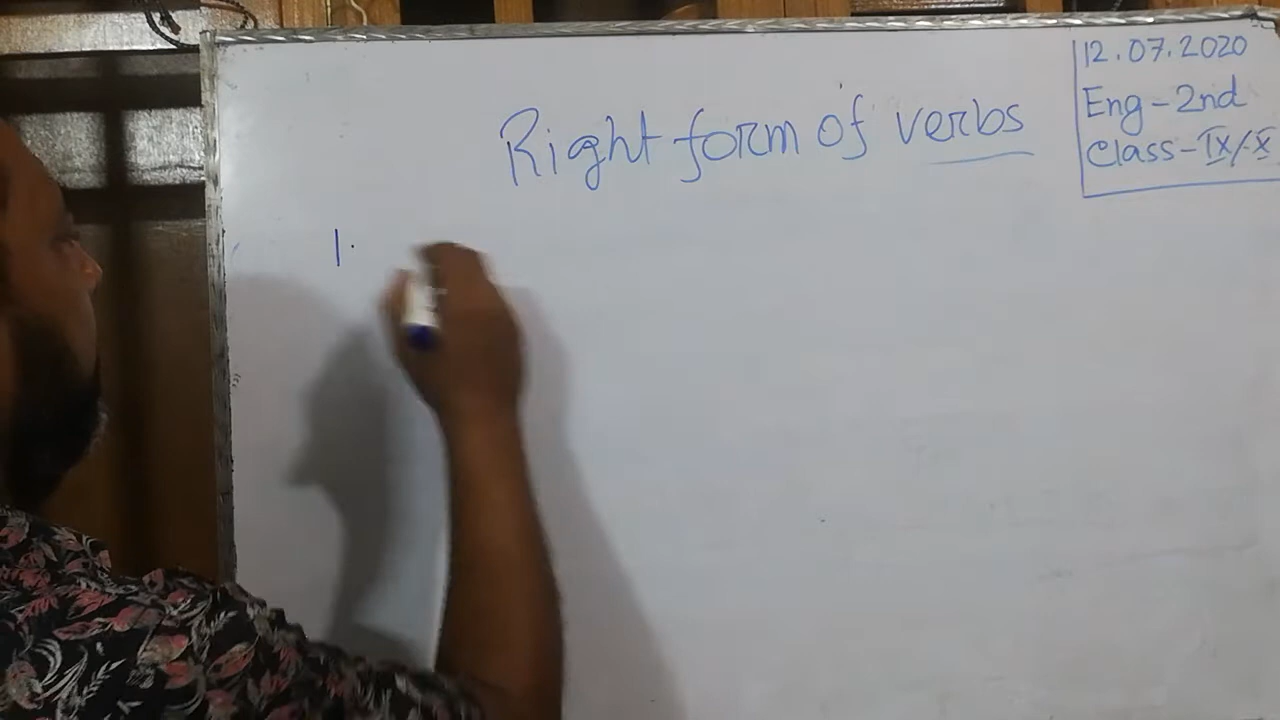 Right form of verbs
12.07.2020
Eng-2nd
Class-IX/X
1.